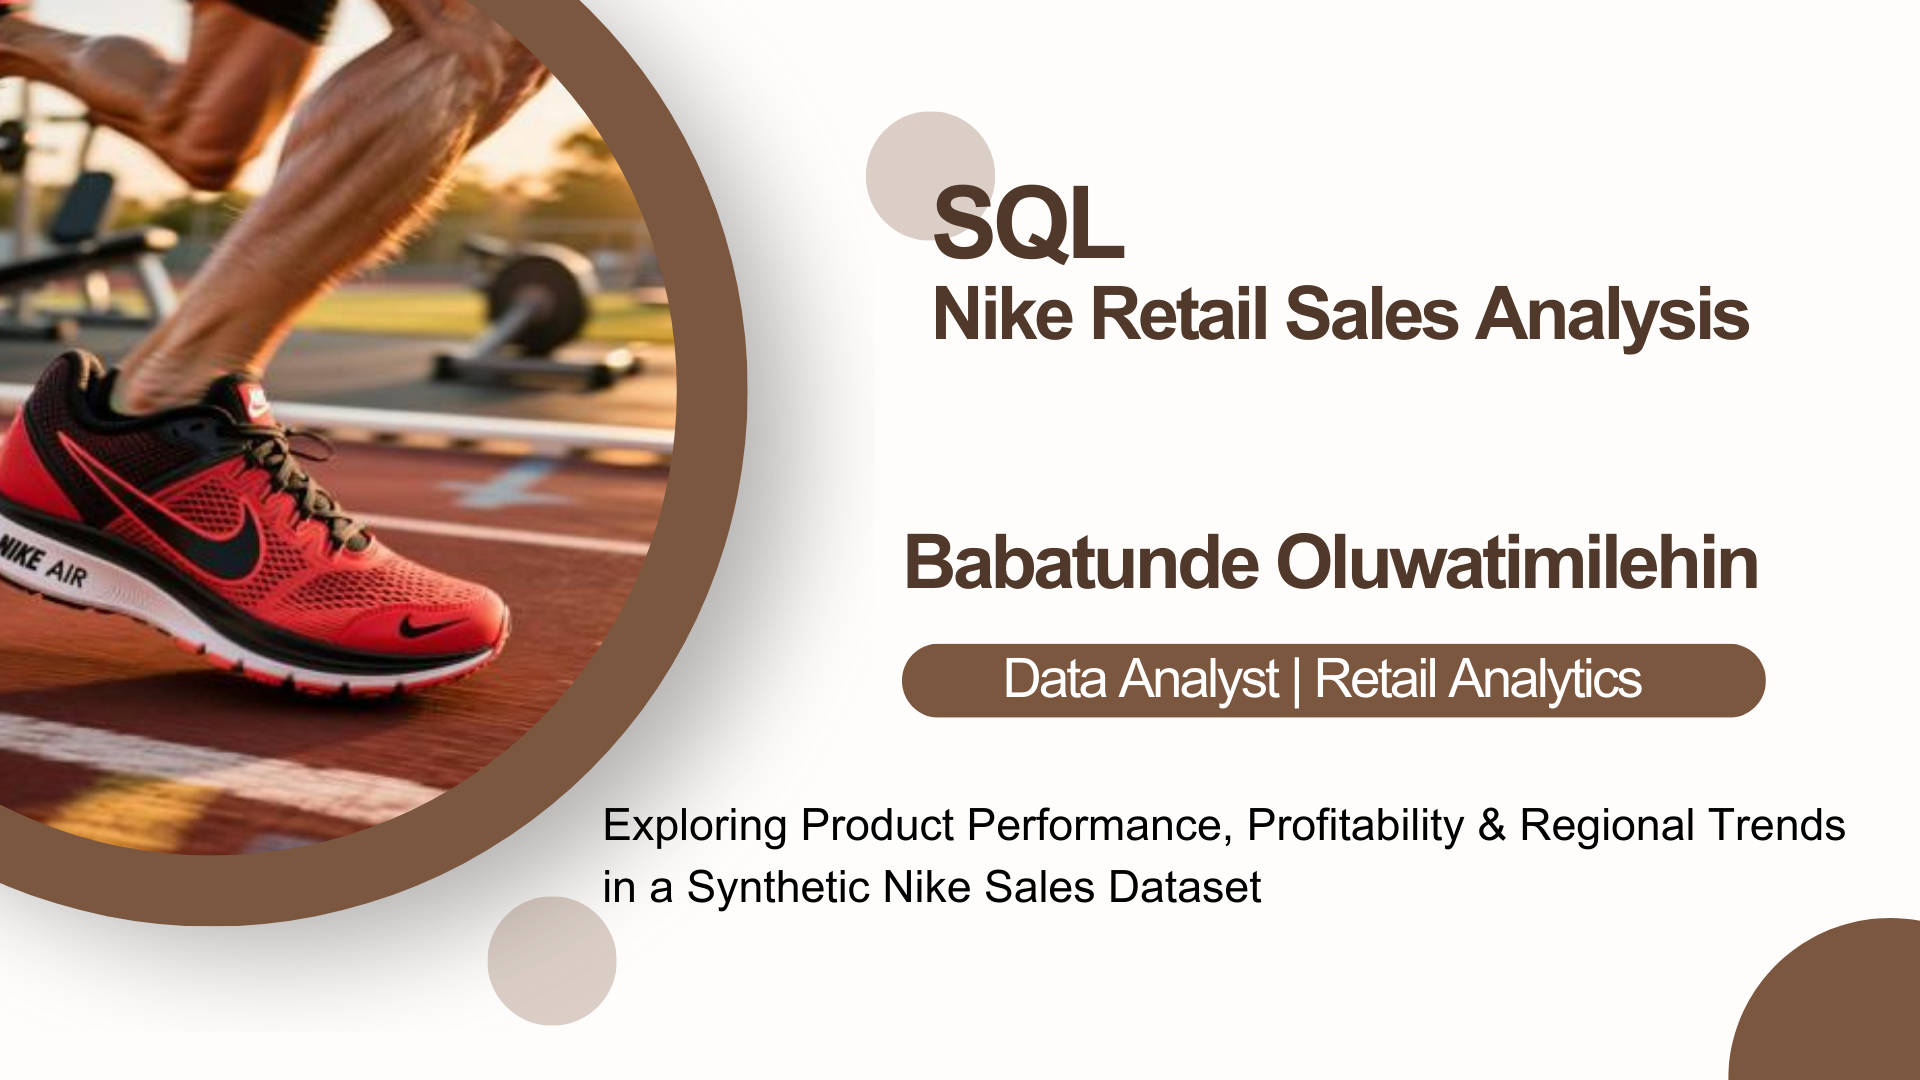 SQL
Nike Retail Sales Analysis
Babatunde Oluwatimilehin
Data Analyst | Retail Analytics
Exploring Product Performance, Profitability & Regional Trends
in a Synthetic Nike Sales Dataset
NIKE AIR